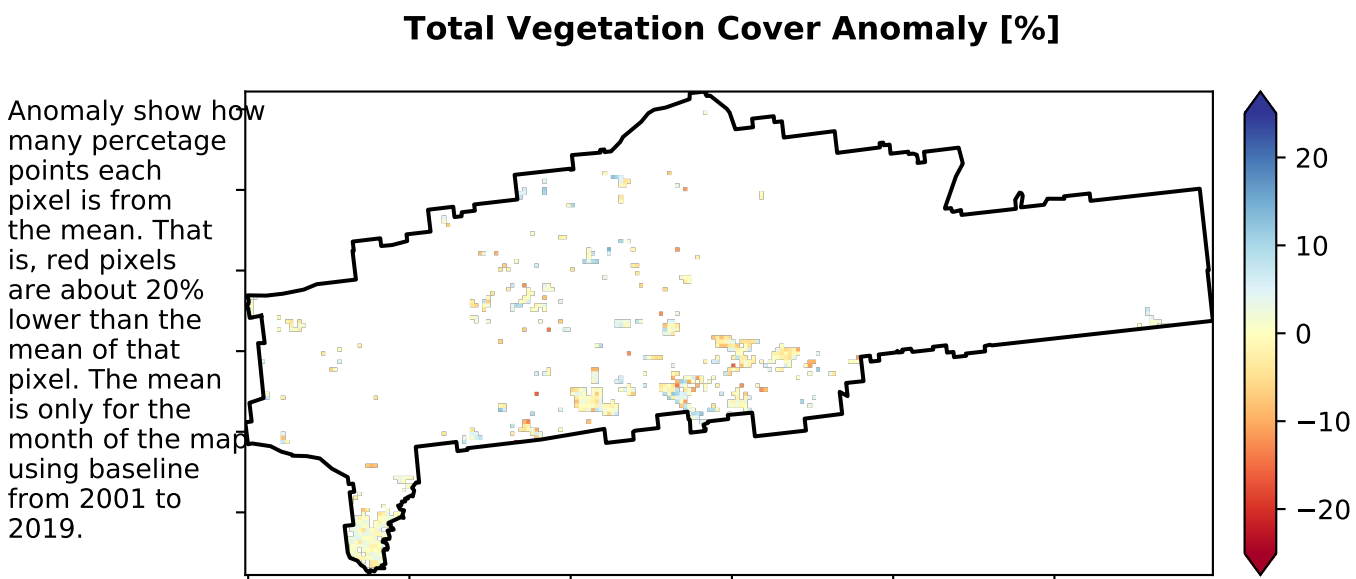 Total Vegetation Cover Anomaly [%]
Anomaly show how
many percetage
points each
pixel is from
the mean. That
is, red pixels
are about 20%
lower than the
mean of that
pixel. The mean
is only for the
month of the map
using baseline
from 2001 to
2019.
20
10
0
−10
−20